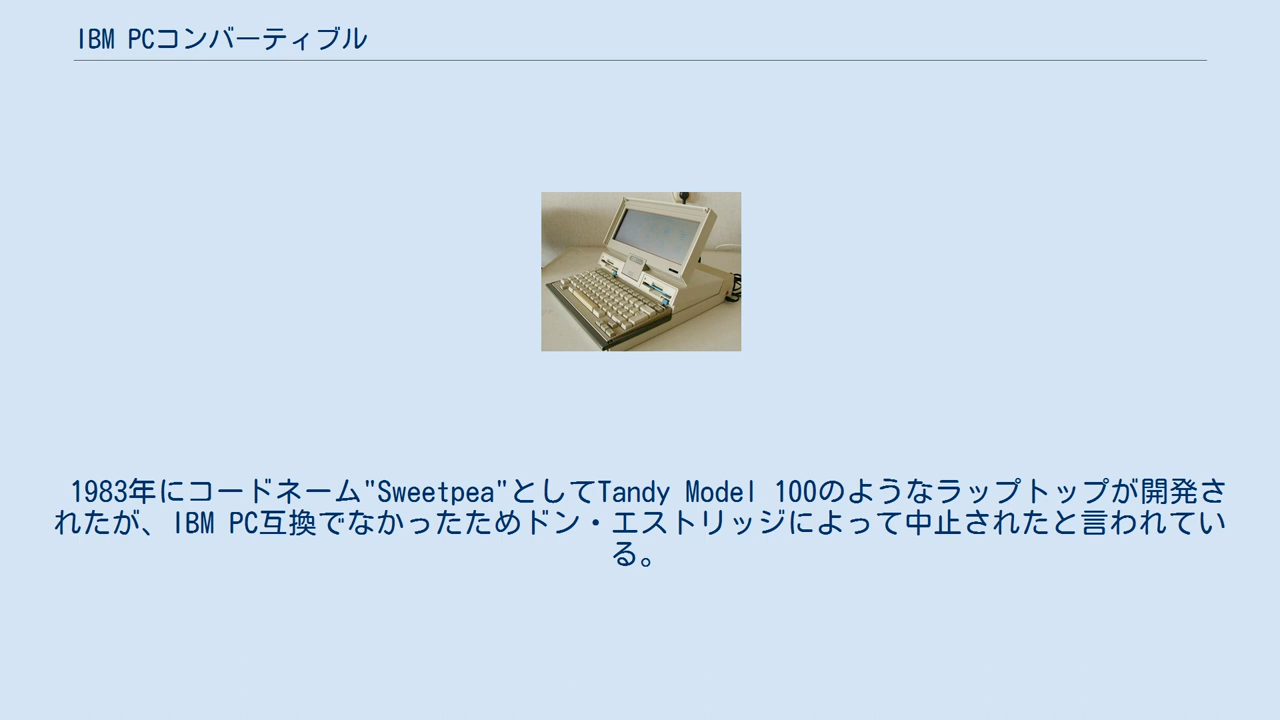 IBM PCコンバーティブル
1983年にコードネーム"Sweetpea"としてTandy Model 100のようなラップトップが開発さ
れたが、IBM PC互換でなかったためドン・エストリッジによって中止されたと言われてい
る。